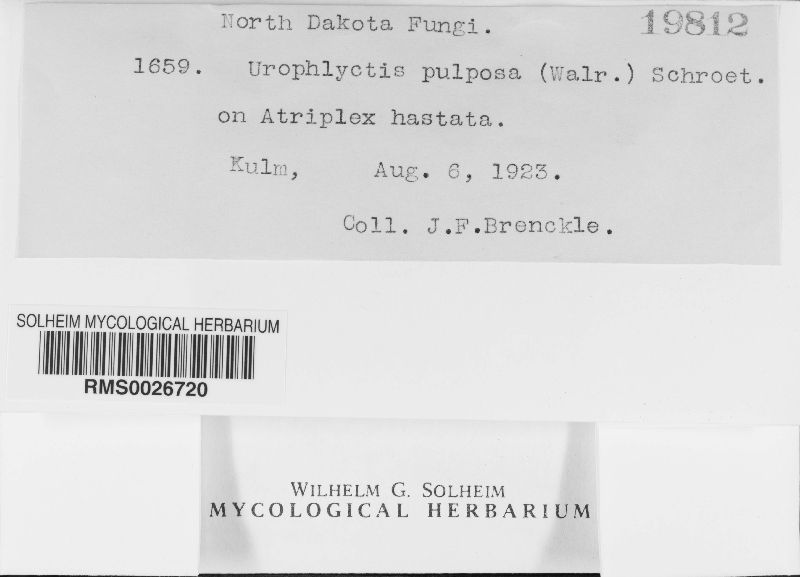 North Dakota Fungi. 19812
1659. Urophlyctis pulposa (Walr.) Schroet.
on Atriplex hastata.
Kulm, Aug. 6, 1923.
Coll. J.F.Brenckle.
SOLHEIM MYCOLOGICAL HERBARIUM
RMS0026720
WILHELM G. SOLHEIM
MYCOLOGICAL HERBARIUM